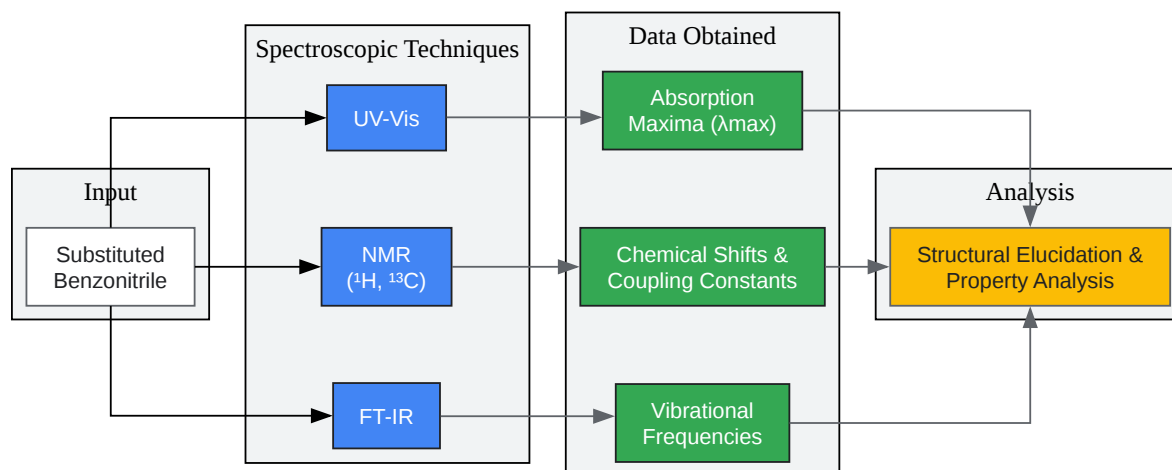 Spectroscopic Techniques
Data Obtained
UV-Vis
Absorption
Maxima (λmax)
Input
Analysis
Substituted
Benzonitrile
NMR
(¹H, ¹³C)
Chemical Shifts &
Coupling Constants
Structural Elucidation &
Property Analysis
FT-IR
Vibrational
Frequencies